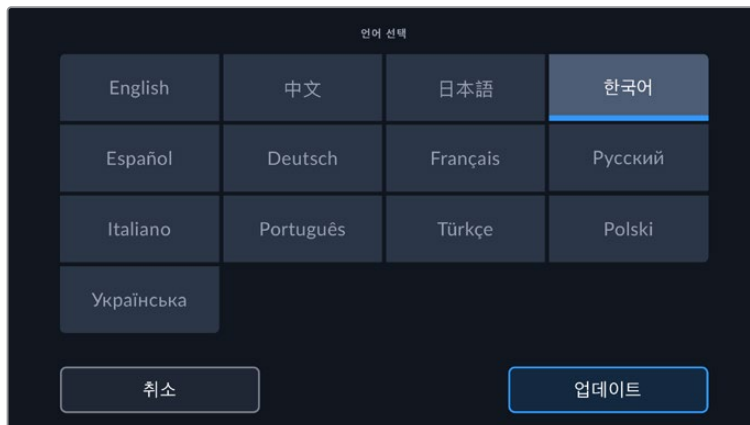 언어 선택
English 中文 日本語 한국어
Español Deutsch Français Русский
Italiano Português Türkçe Polski
Українська
취소 업데이트